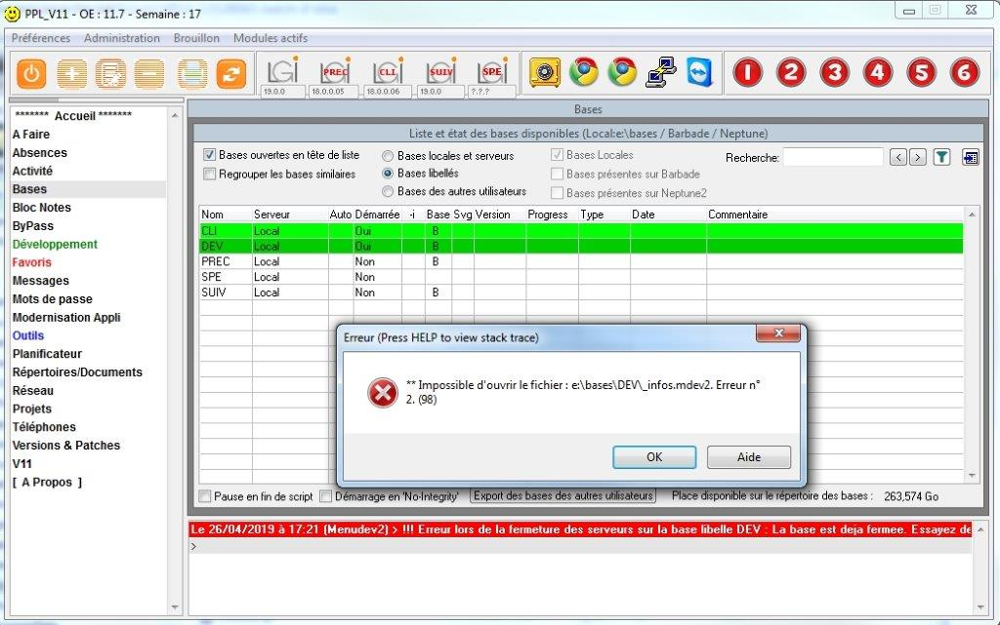 PPL_V11 - OE : 11.7 - Semaine : 17
Préférences Administration Brouillon Modules actifs
LGI PREC CLI SUIV SPE 1 2 3 4 5 6
19.0.0 18.0.0.05 18.0.0.06 19.0.0 ?.?.?
******* Accueil *******
A Faire
Absences
Activité
Bases
Bloc Notes
ByPass
Développement
Favoris
Messages
Mots de passe
Modernisation Appli
Outils
Planificateur
Répertoires/Documents
Réseau
Projets
Téléphones
Versions & Patches
V11
[ A Propos ]
Bases
Liste et état des bases disponibles (Local:e:\bases / Barbade / Neptune)
Bases ouvertes en tête de liste
Regrouper les bases similaires
Bases locales et serveurs
Bases libellés
Bases des autres utilisateurs
Bases Locales
Bases présentes sur Barbade
Bases présentes sur Neptune2
Recherche: < > T
Nom Serveur Auto Démarrée -i Base Svg Version Progress Type Date Commentaire
CLI Local Oui B
DEV Local Oui B
PREC Local Non B
SPE Local Non
SUIV Local Non B
Erreur (Press HELP to view stack trace)
** Impossible d'ouvrir le fichier : e:\bases\DEV\_infos.mdev2. Erreur n°
2. (98)
OK Aide
Pause en fin de script Démarrage en 'No-Integrity' Export des bases des autres utilisateurs Place disponible sur le répertoire des bases : 263,574 Go
Le 26/04/2019 à 17:21 (Menudev2) > !!! Erreur lors de la fermeture des serveurs sur la base libelle DEV : La base est deja fermee. Essayez de
>